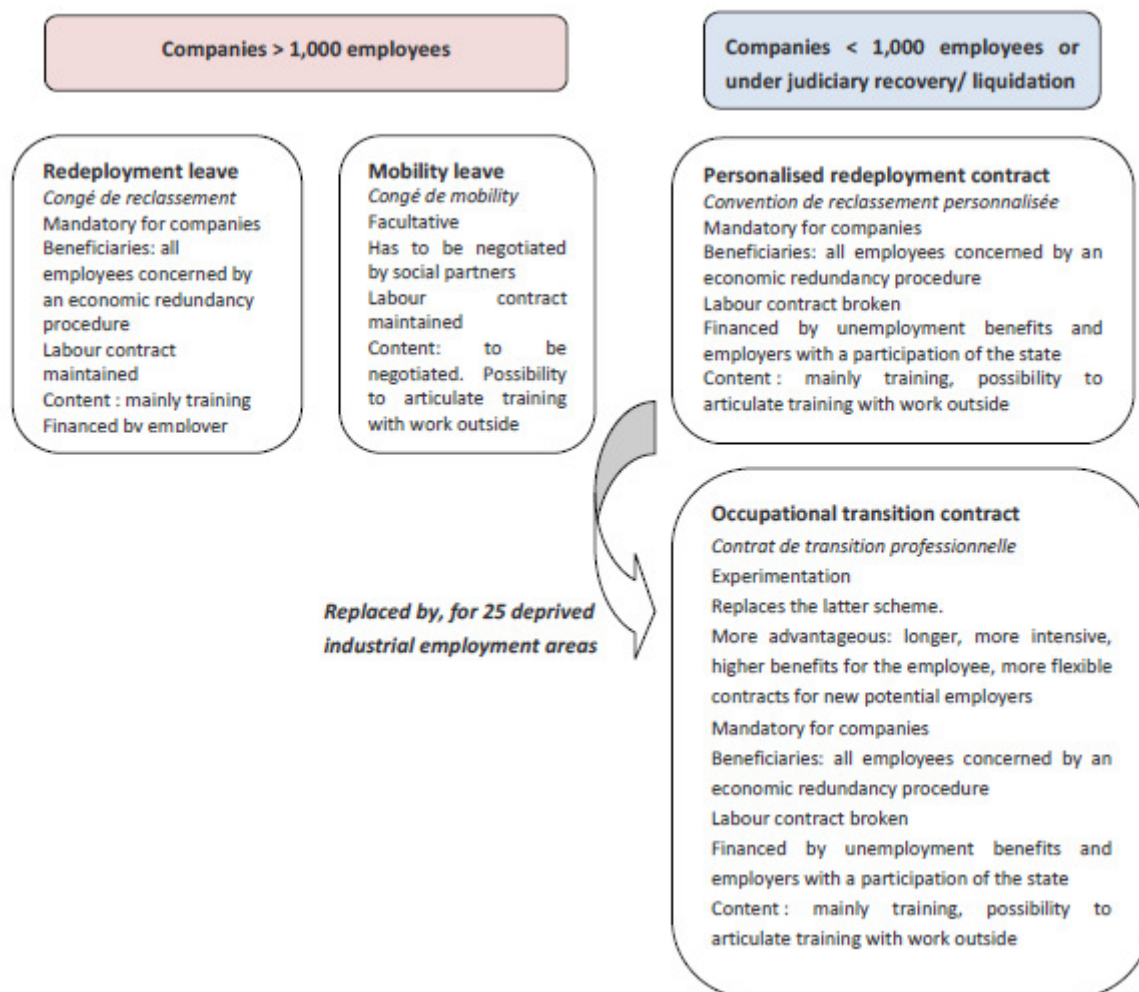 Companies > 1,000 employees
Companies < 1,000 employees or
under judiciary recovery/ liquidation
Redeployment leave
Congé de reclassement
Mandatory for companies
Beneficiaries: all
employees concerned by
an economic redundancy
procedure
Labour contract
maintained
Content : mainly training
Financed by employer
Mobility leave
Congé de mobility
Facultative
Has to be negotiated
by social partners
Labour contract
maintained
Content: to be
negotiated. Possibility
to articulate training
with work outside
Personalised redeployment contract
Convention de reclassement personnalisée
Mandatory for companies
Beneficiaries: all employees concerned by an
economic redundancy procedure
Labour contract broken
Financed by unemployment benefits and
employers with a participation of the state
Content : mainly training, possibility to
articulate training with work outside
Replaced by, for 25 deprived
industrial employment areas
Occupational transition contract
Contrat de transition professionnelle
Experimentation
Replaces the latter scheme.
More advantageous: longer, more intensive,
higher benefits for the employee, more flexible
contracts for new potential employers
Mandatory for companies
Beneficiaries: all employees concerned by an
economic redundancy procedure
Labour contract broken
Financed by unemployment benefits and
employers with a participation of the state
Content : mainly training, possibility to
articulate training with work outside